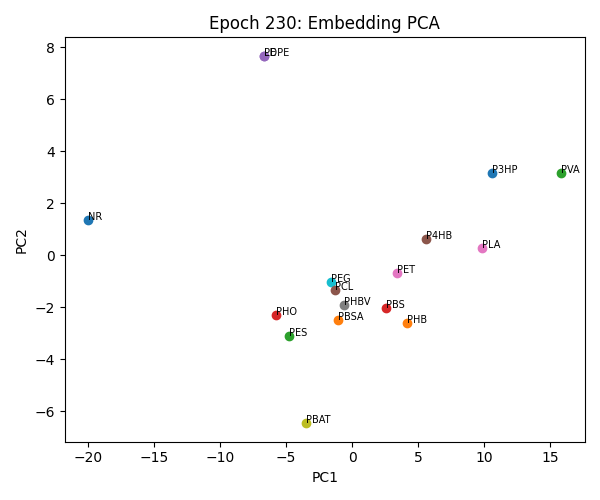 Epoch 230: Embedding PCA
8
6
4
2
0
−2
−4
−6
PC2
LDPE
NR
P3HP
PVA
P4HB
PLA
PET
PEG
PCL
PHBV
PBS
PHO
PBSA
PHB
PES
PBAT
−20
−15
−10
−5
0
5
10
15
PC1